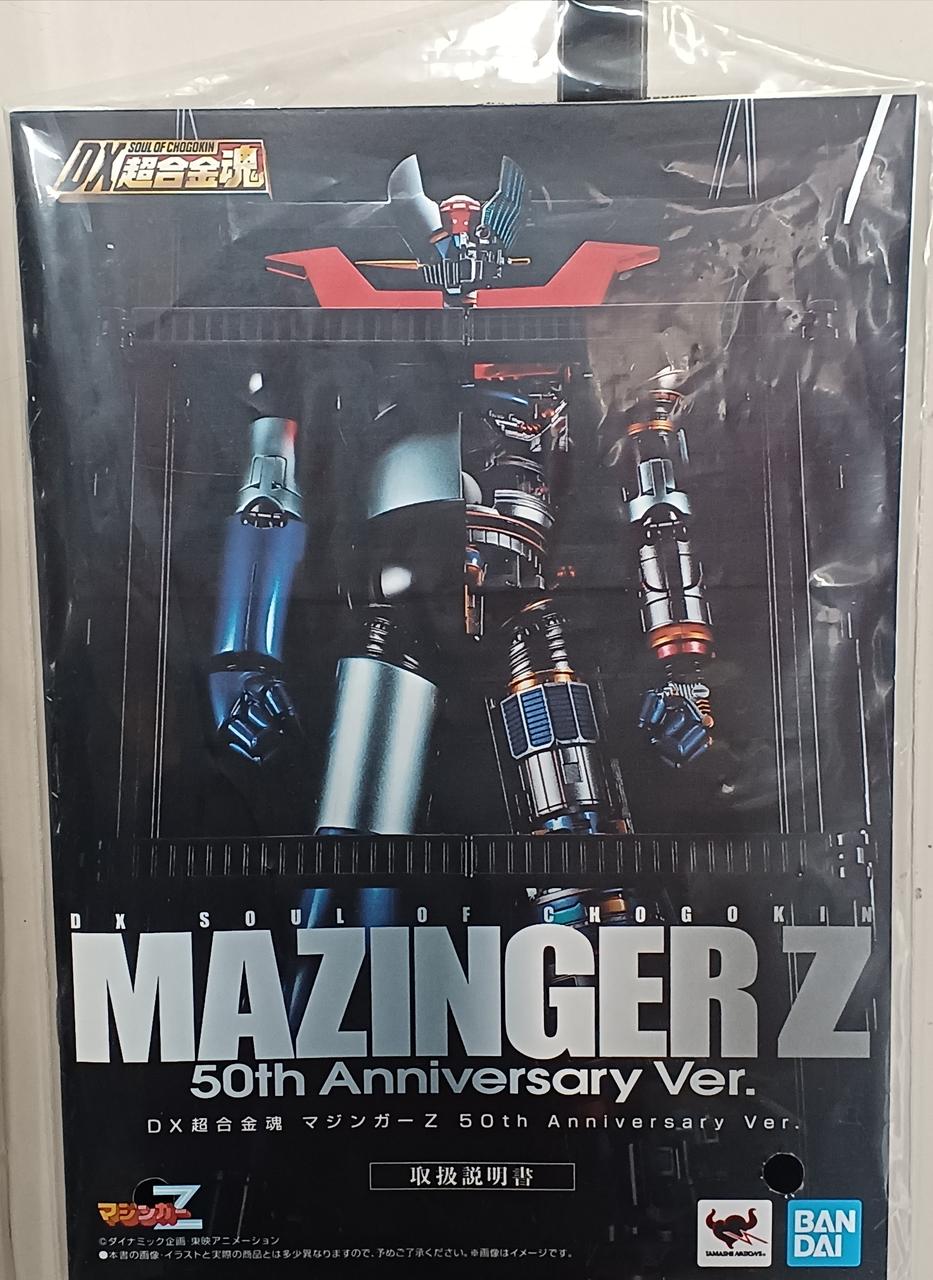 DX SOUL OF CHOGOKIN
超合金魂
DX SOUL OF CHOGOKIN
MAZINGER Z
50th Anniversary Ver.
DX超合金魂 マジンガーZ 50th Anniversary Ver.
取扱説明書
マジンガーZ
©ダイナミック企画・東映アニメーション
●本書の画像・イラストと実際の商品とは多少異なりますので、予めご了承ください。※画像はイメージです。
TAMASHII NATIONS
BAN
DAI